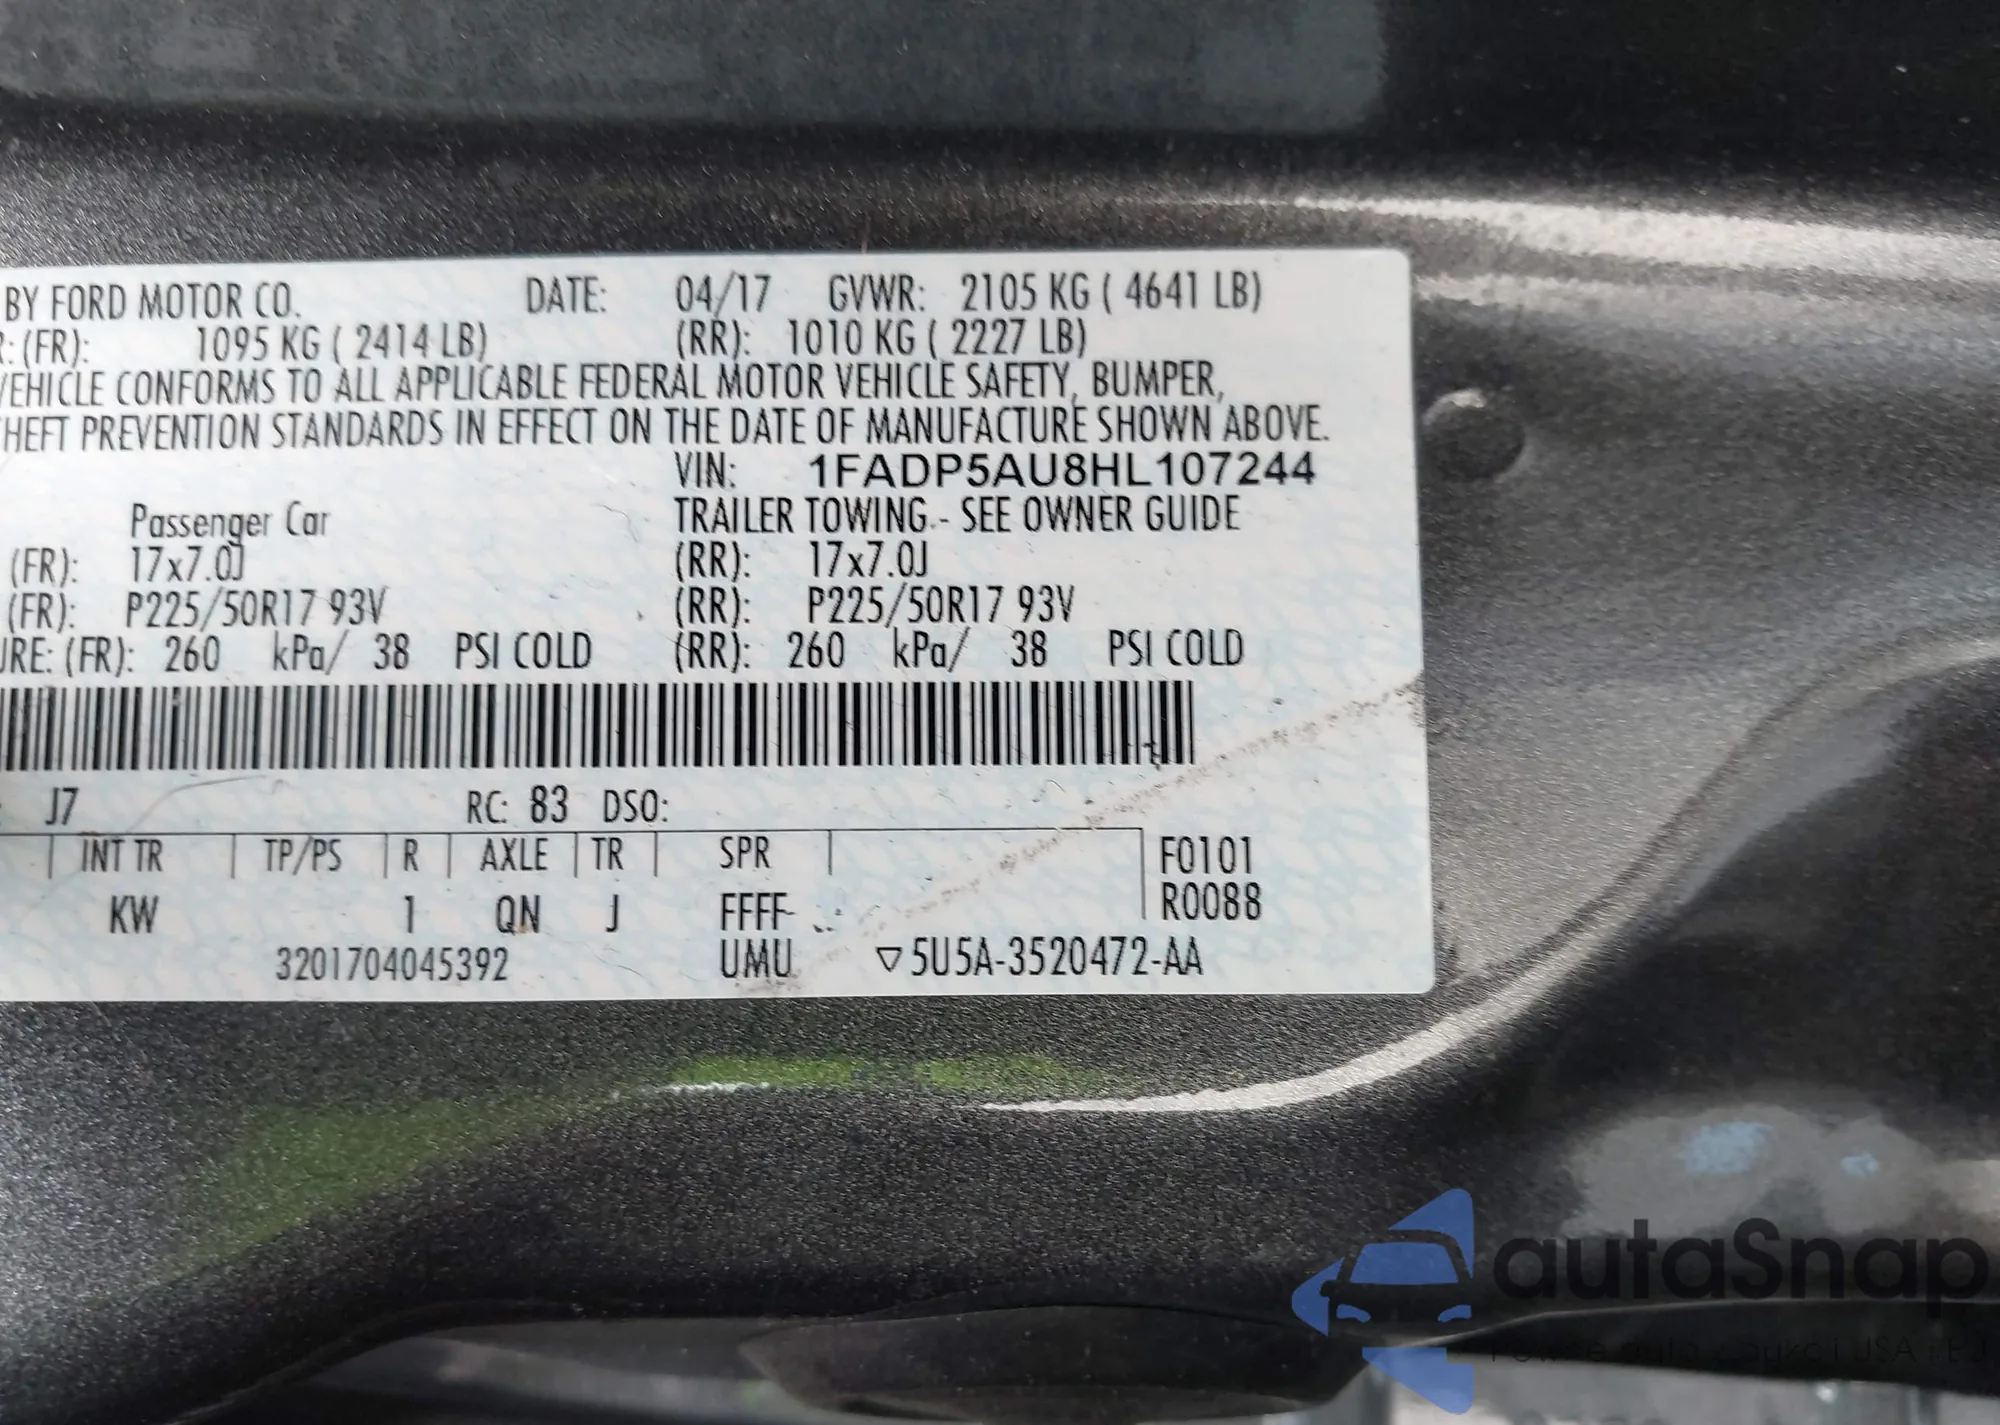 BY FORD MOTOR CO. DATE: 04/17 GVWR: 2105 KG ( 4641 LB)
R: (FR): 1095 KG ( 2414 LB) (RR): 1010 KG ( 2227 LB)
VEHICLE CONFORMS TO ALL APPLICABLE FEDERAL MOTOR VEHICLE SAFETY, BUMPER,
HEFT PREVENTION STANDARDS IN EFFECT ON THE DATE OF MANUFACTURE SHOWN ABOVE.
VIN: 1FADP5AU8HL107244
Passenger Car TRAILER TOWING - SEE OWNER GUIDE
(FR): 17x7.0J (RR): 17x7.0J
(FR): P225/50R17 93V (RR): P225/50R17 93V
URE: (FR): 260 kPa/ 38 PSI COLD (RR): 260 kPa/ 38 PSI COLD
: J7 RC: 83 DSO:
INT TR TP/PS R AXLE TR SPR F0101
KW 1 QN J FFFF R0088
3201704045392 UMU ▽5U5A-3520472-AA
autaSnap